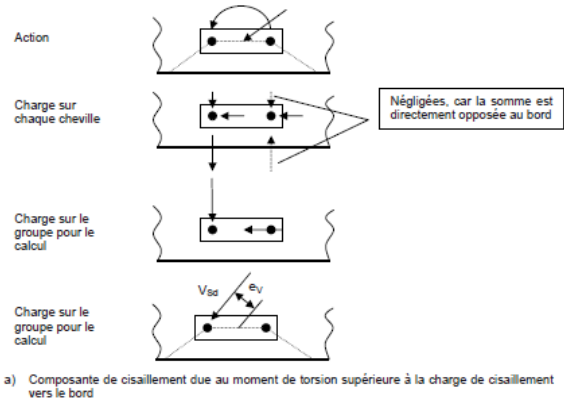 Action
Charge sur
chaque cheville
Négligées, car la somme est
directement opposée au bord
Charge sur le
groupe pour le
calcul
Charge sur le
groupe pour le
calcul
VSd
eV
a) Composante de cisaillement due au moment de torsion supérieure à la charge de cisaillement
vers le bord